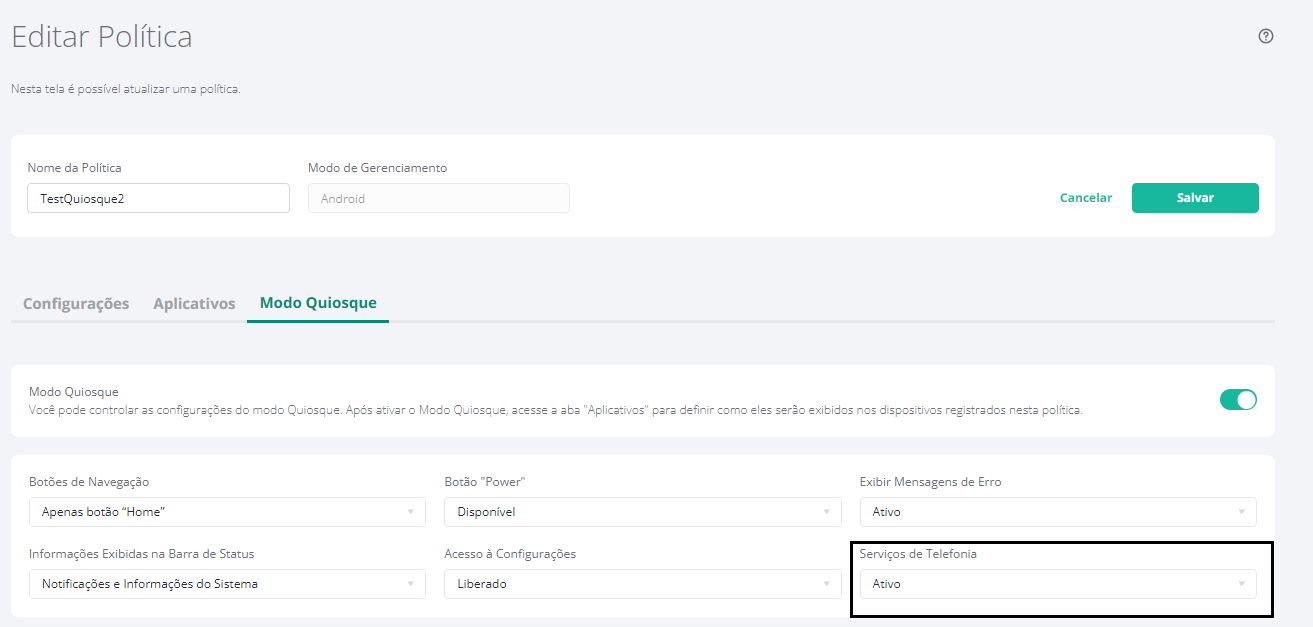 Editar Política
Nesta tela é possível atualizar uma política.
Nome da Política
Modo de Gerenciamento
TestQuiosque2
Android
Cancelar
Salvar
Configurações
Aplicativos
Modo Quiosque
Modo Quiosque
Você pode controlar as configurações do modo Quiosque. Após ativar o Modo Quiosque, acesse a aba "Aplicativos" para definir como eles serão exibidos nos dispositivos registrados nesta política.
Botões de Navegação
Botão "Power"
Exibir Mensagens de Erro
Apenas botão “Home”
Disponível
Ativo
Informações Exibidas na Barra de Status
Acesso à Configurações
Serviços de Telefonia
Notificações e Informações do Sistema
Liberado
Ativo